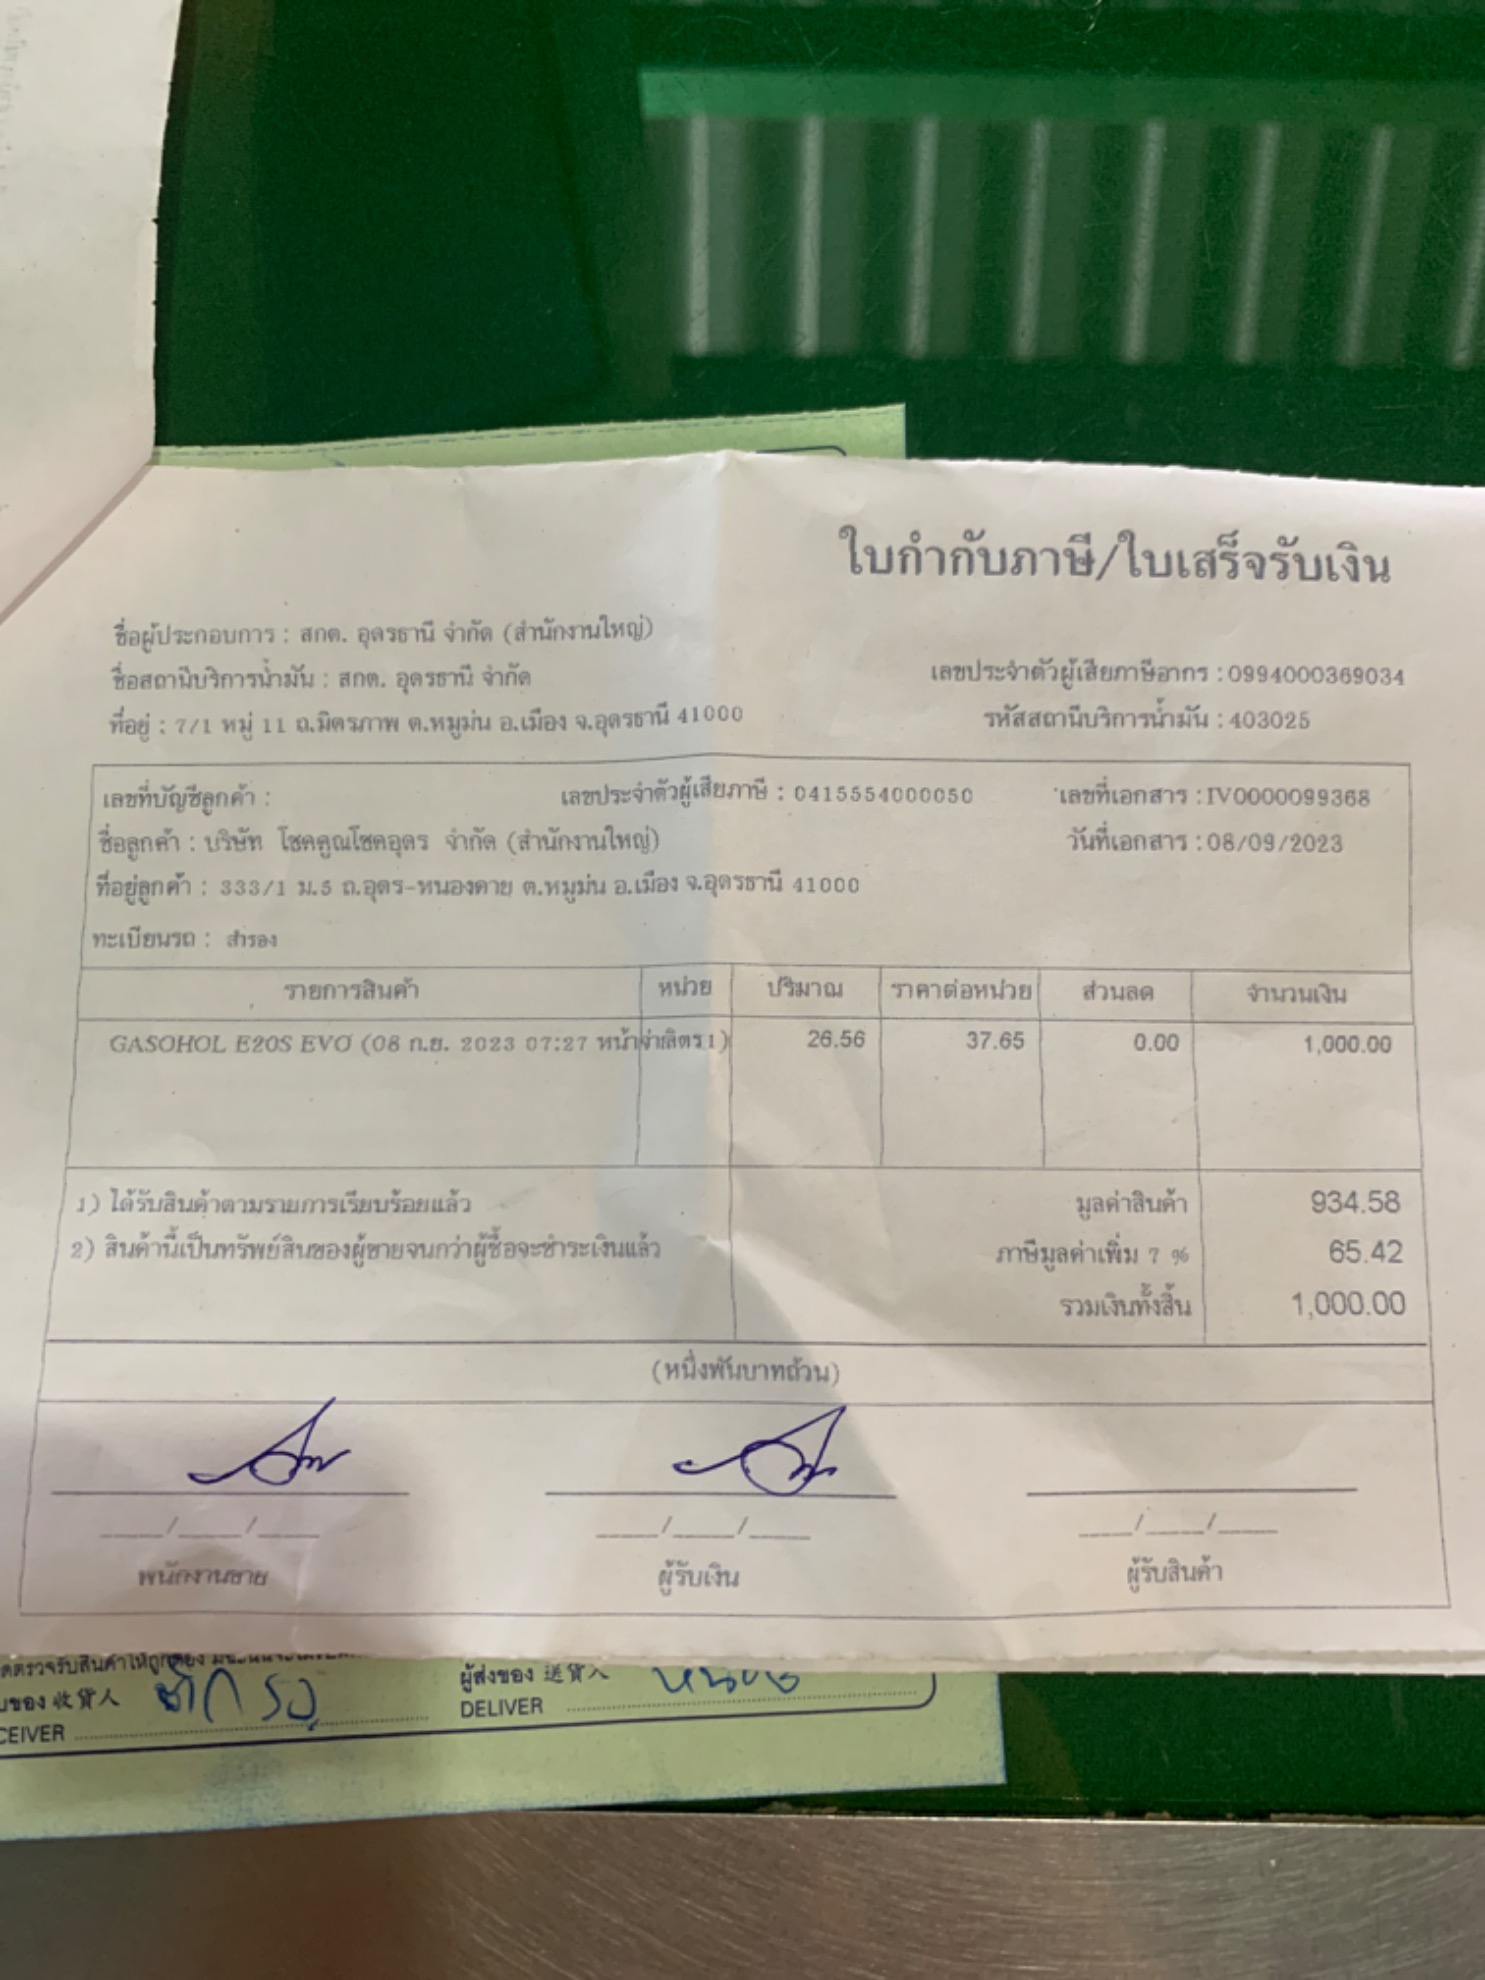 ใบกำกับภาษี/ใบเสร็จรับเงิน
ชื่อผู้ประกอบการ : สกต. อุดรธานี จำกัด (สำนักงานใหญ่)
ชื่อสถานีบริการน้ำมัน : สกต. อุดรธานี จำกัด
เลขประจำตัวผู้เสียภาษีอากร : 0994000369034
ที่อยู่ : 7/1 หมู่ 11 ถ.มิตรภาพ ต.หมูม่น อ.เมือง จ.อุดรธานี 41000
รหัสสถานีบริการน้ำมัน : 403025
เลขที่บัญชีลูกค้า : เลขประจำตัวผู้เสียภาษี : 0415554000050 เลขที่เอกสาร : IV0000099368
ชื่อลูกค้า : บริษัท โชคคูณโชคอุดร จำกัด (สำนักงานใหญ่) วันที่เอกสาร : 08/09/2023
ที่อยู่ลูกค้า : 333/1 ม.5 ถ.อุดร-หนองคาย ต.หมูม่น อ.เมือง จ.อุดรธานี 41000
ทะเบียนรถ : สำรอง
รายการสินค้า หน่วย ปริมาณ ราคาต่อหน่วย ส่วนลด จำนวนเงิน
GASOHOL E20S EVO (08 ก.ย. 2023 07:27 หน้าจ่าย 1) ลิตร 26.56 37.65 0.00 1,000.00
1) ได้รับสินค้าตามรายการเรียบร้อยแล้ว มูลค่าสินค้า 934.58
2) สินค้านี้เป็นทรัพย์สินของผู้ขายจนกว่าผู้ซื้อจะชำระเงินแล้ว ภาษีมูลค่าเพิ่ม 7 % 65.42
รวมเงินทั้งสิ้น 1,000.00
(หนึ่งพันบาทถ้วน)
___/___/___ ___/___/___ ___/___/___
พนักงานขาย ผู้รับเงิน ผู้รับสินค้า
ผู้ส่งของ 送貨人
收貨人
DELIVER
CEIVER